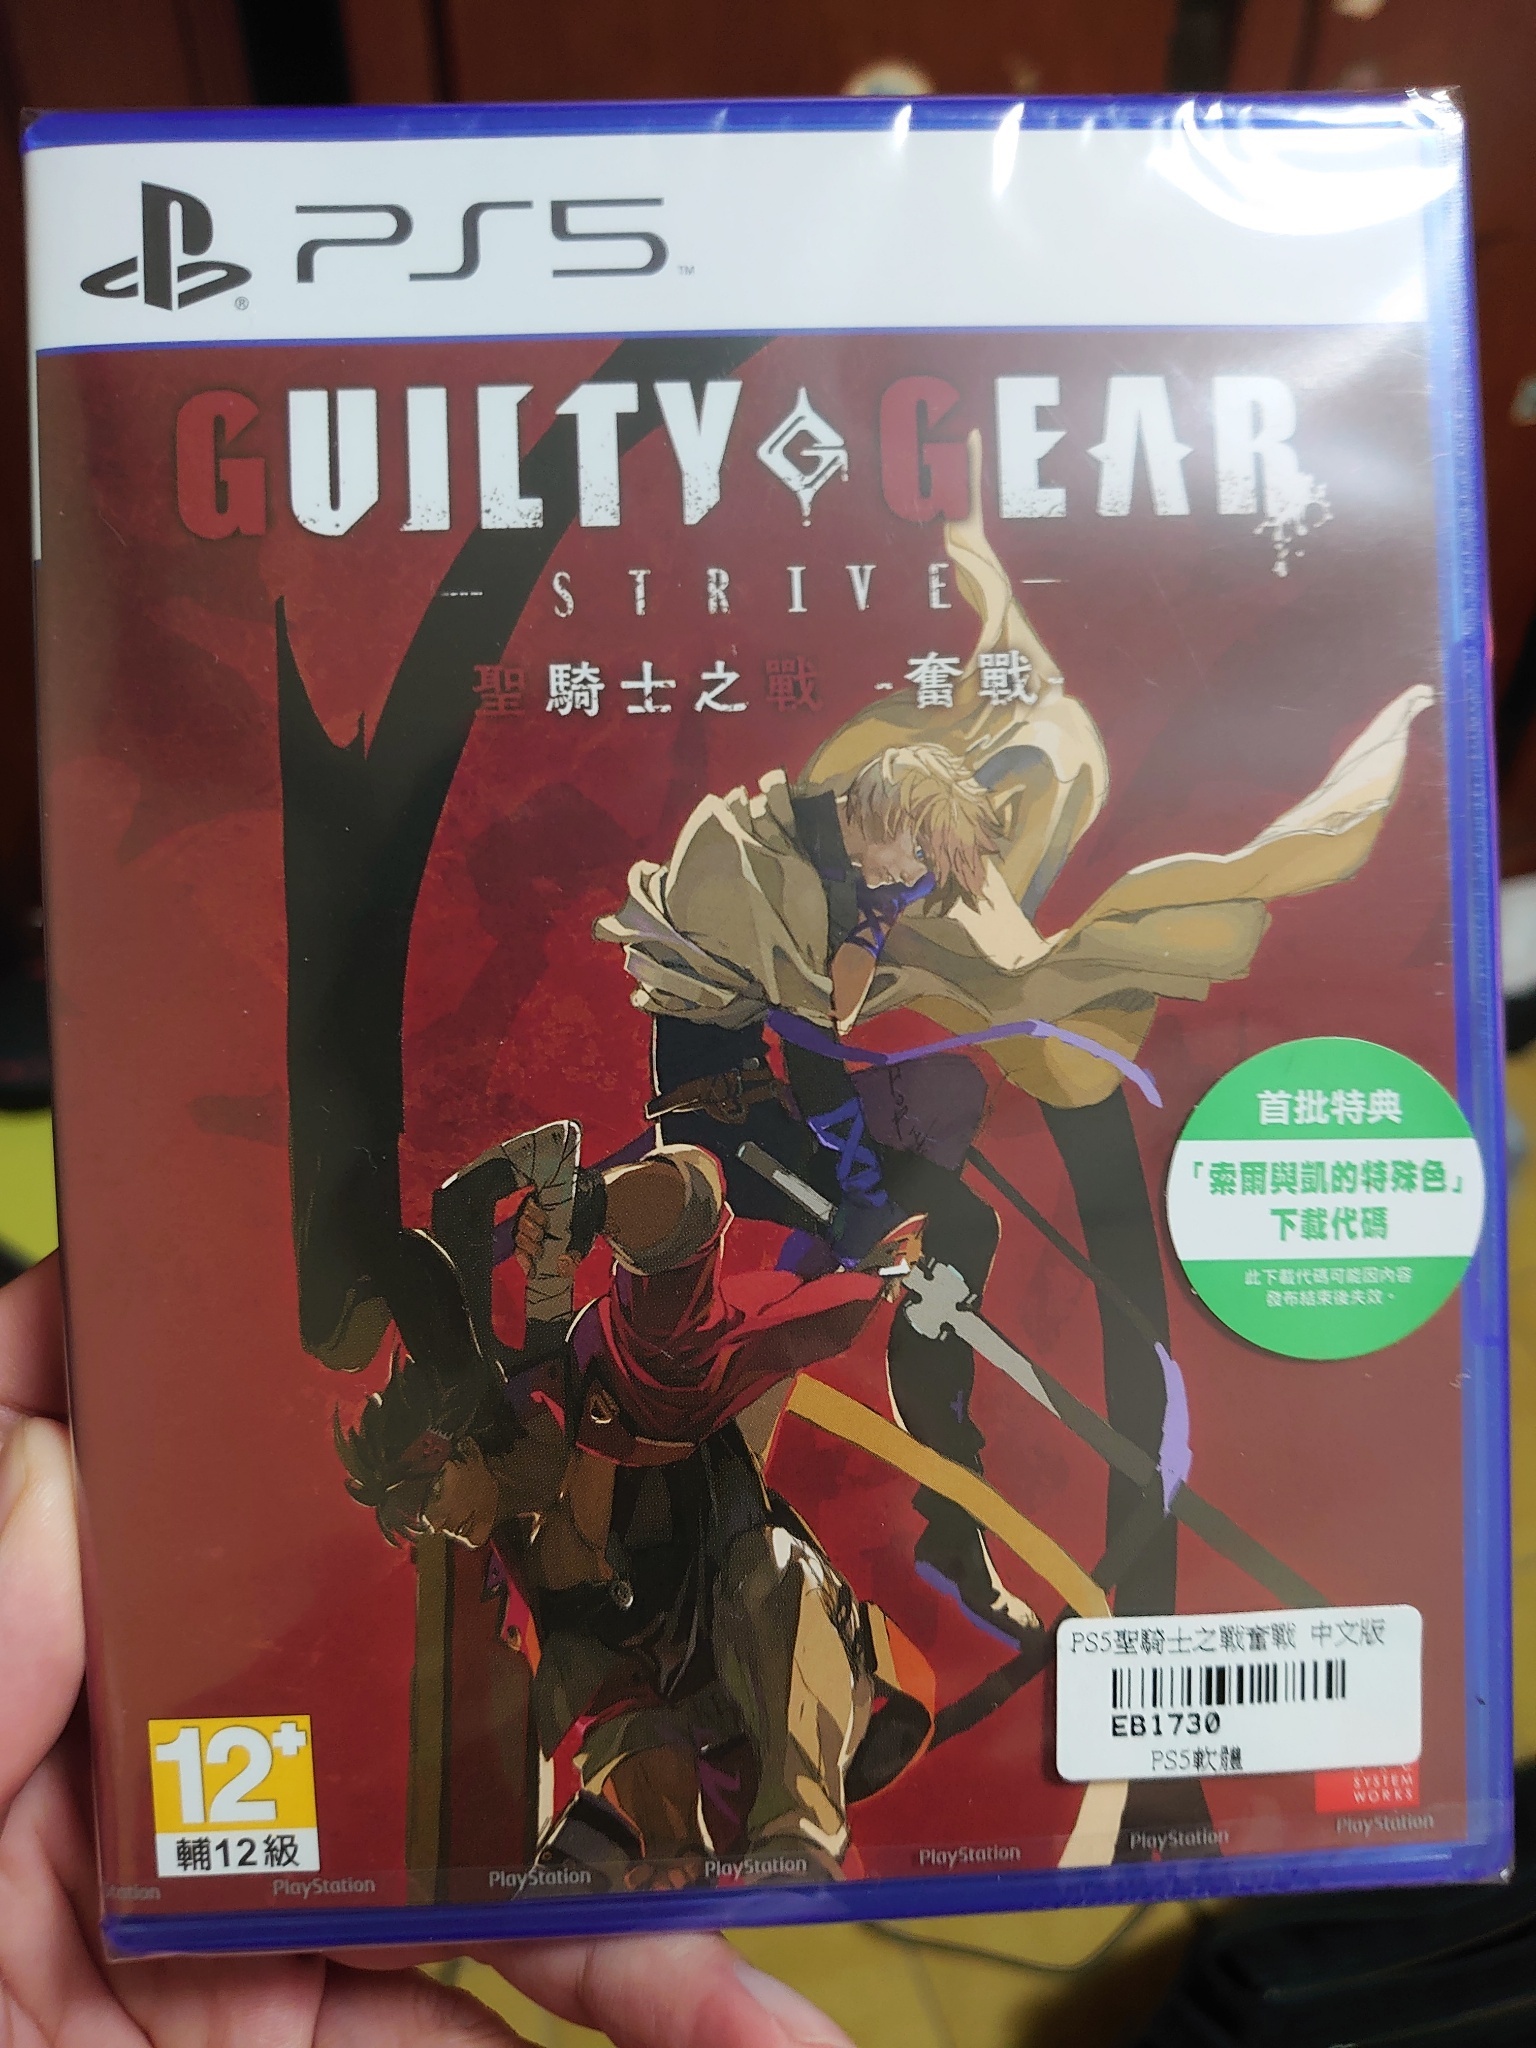 PS5™
GUILTY GEAR
- STRIVE -
聖騎士之戰 -奮戰-
首批特典
「索爾與凱的特殊色」
下載代碼
此下載代碼可能因內容
發布結束後失效。
PS5聖騎士之戰奮戰 中文版
EB1730
PS5軟體
SYSTEM
WORKS
12+
輔12級
PlayStation PlayStation PlayStation PlayStation PlayStation PlayStation